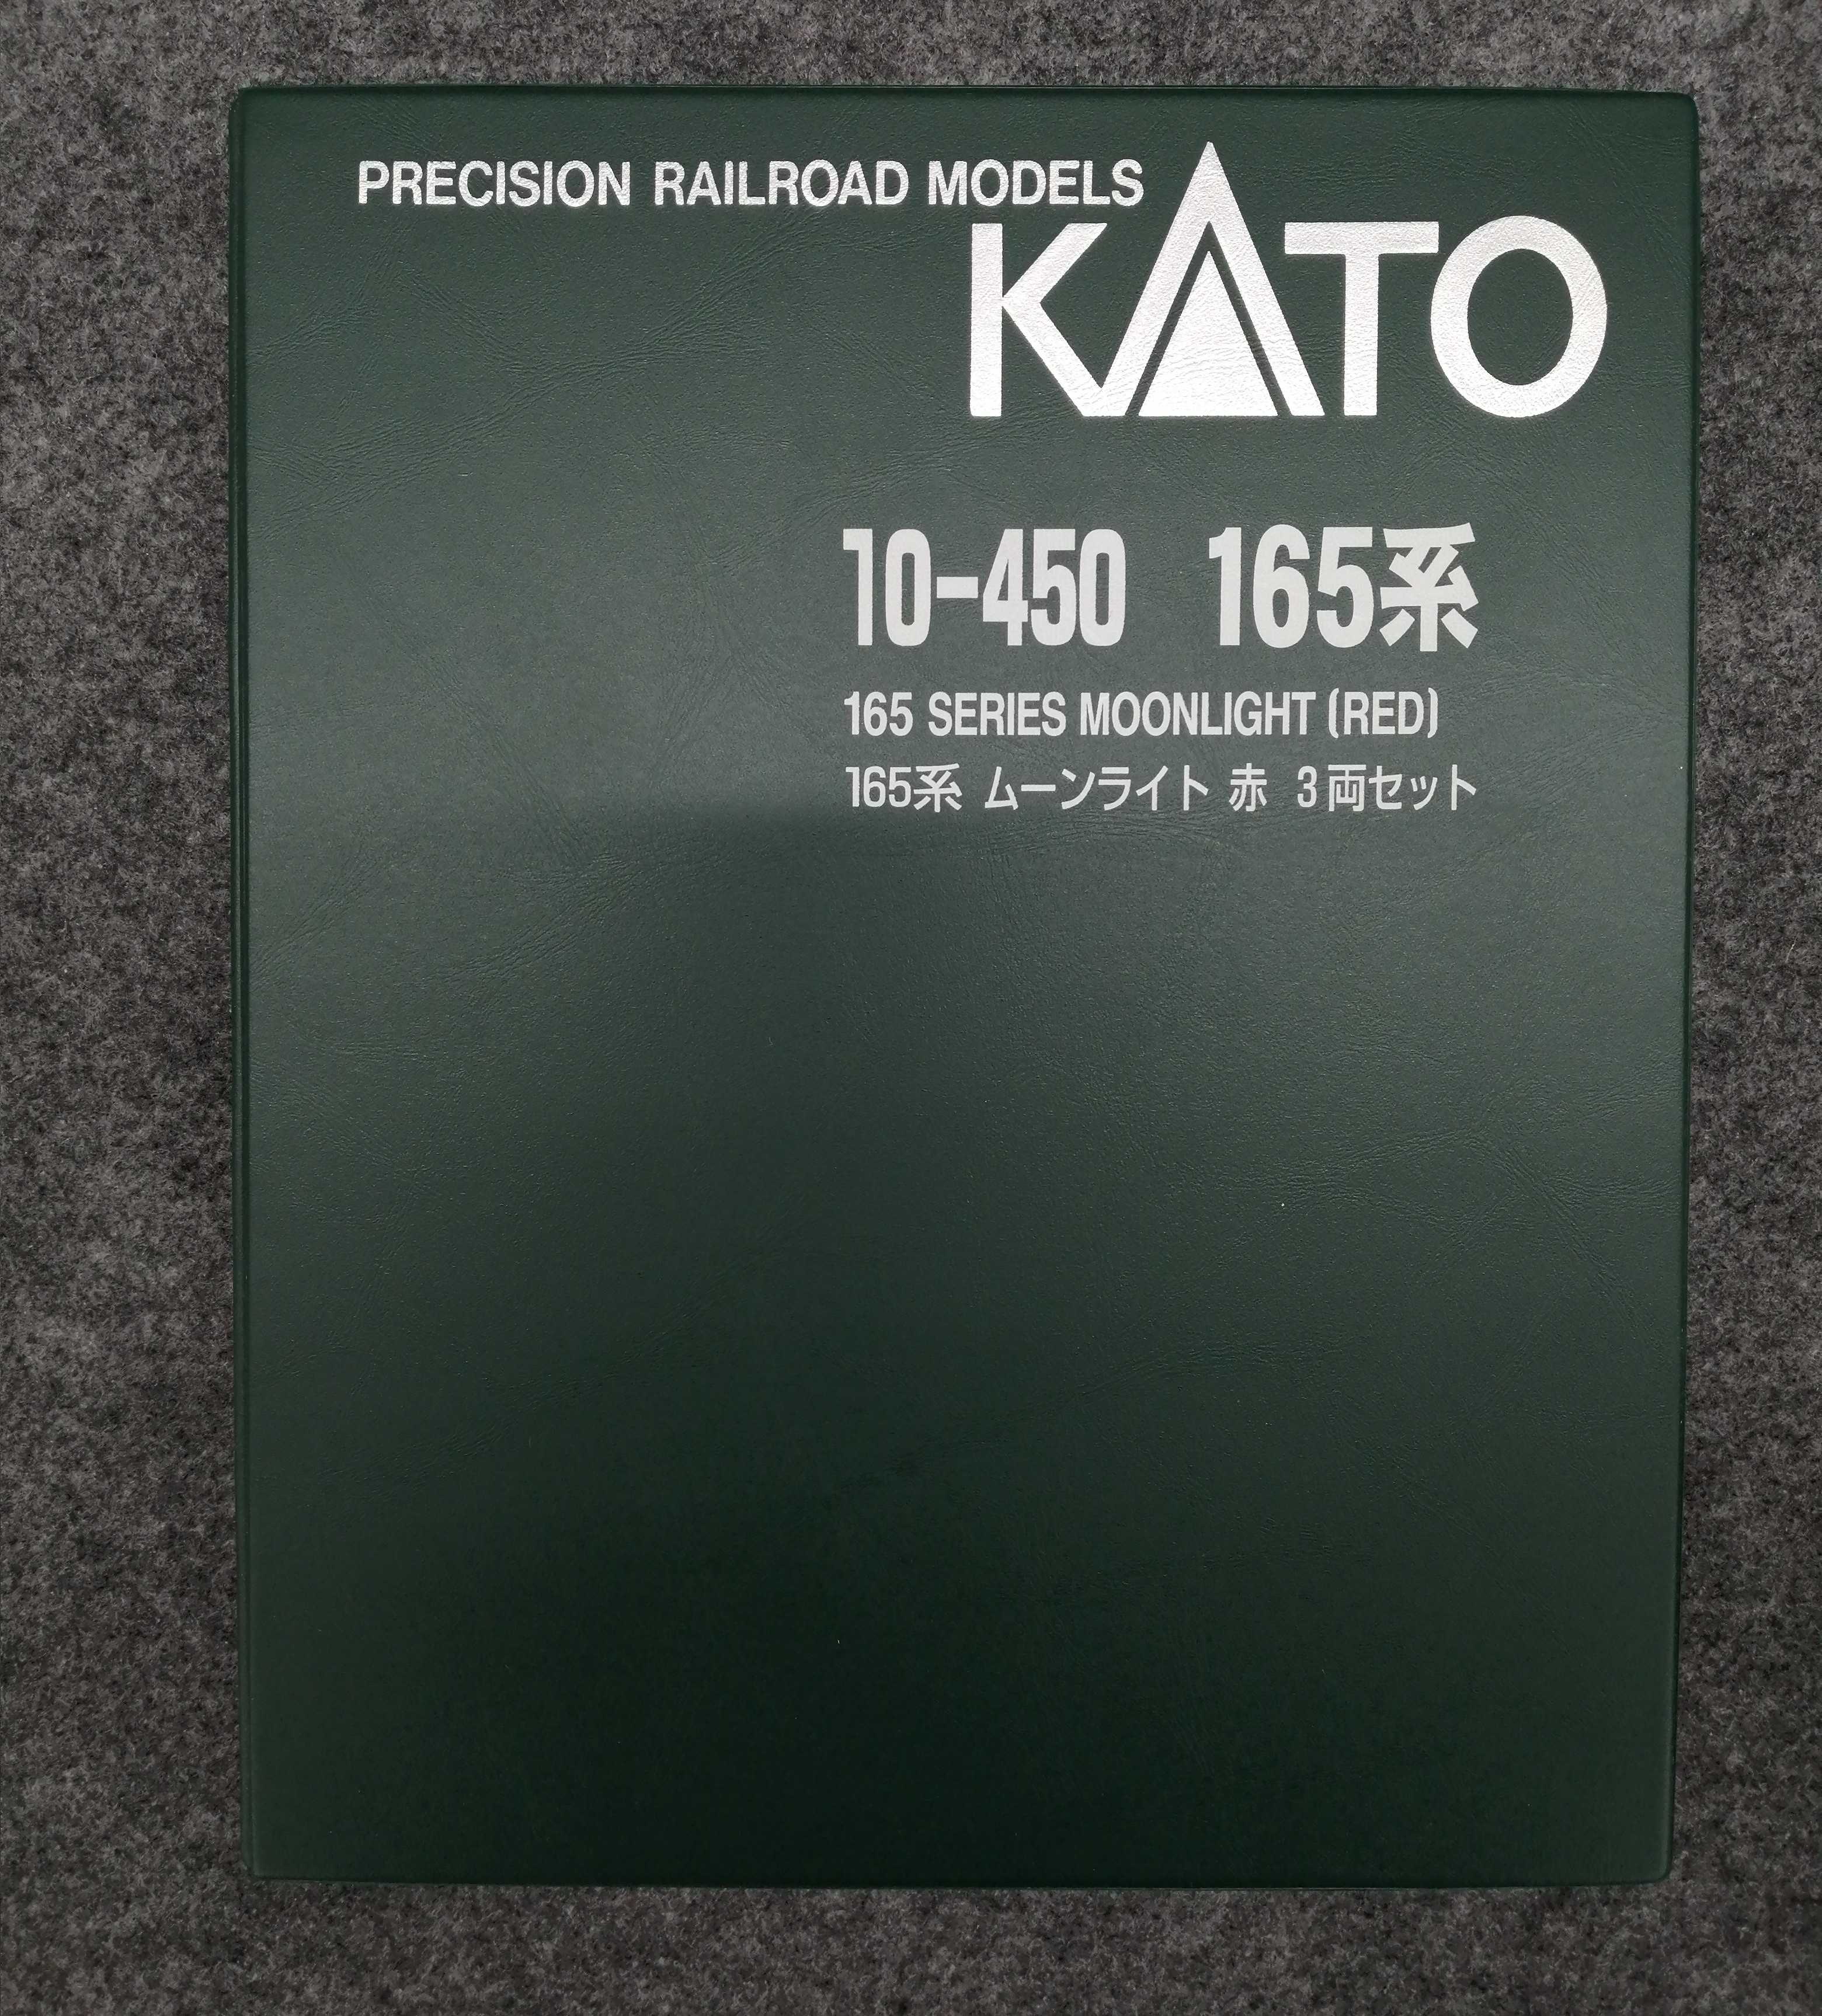 PRECISION RAILROAD MODELS
KATO
10-450 165系
165 SERIES MOONLIGHT (RED)
165系 ムーンライト 赤 3両セット